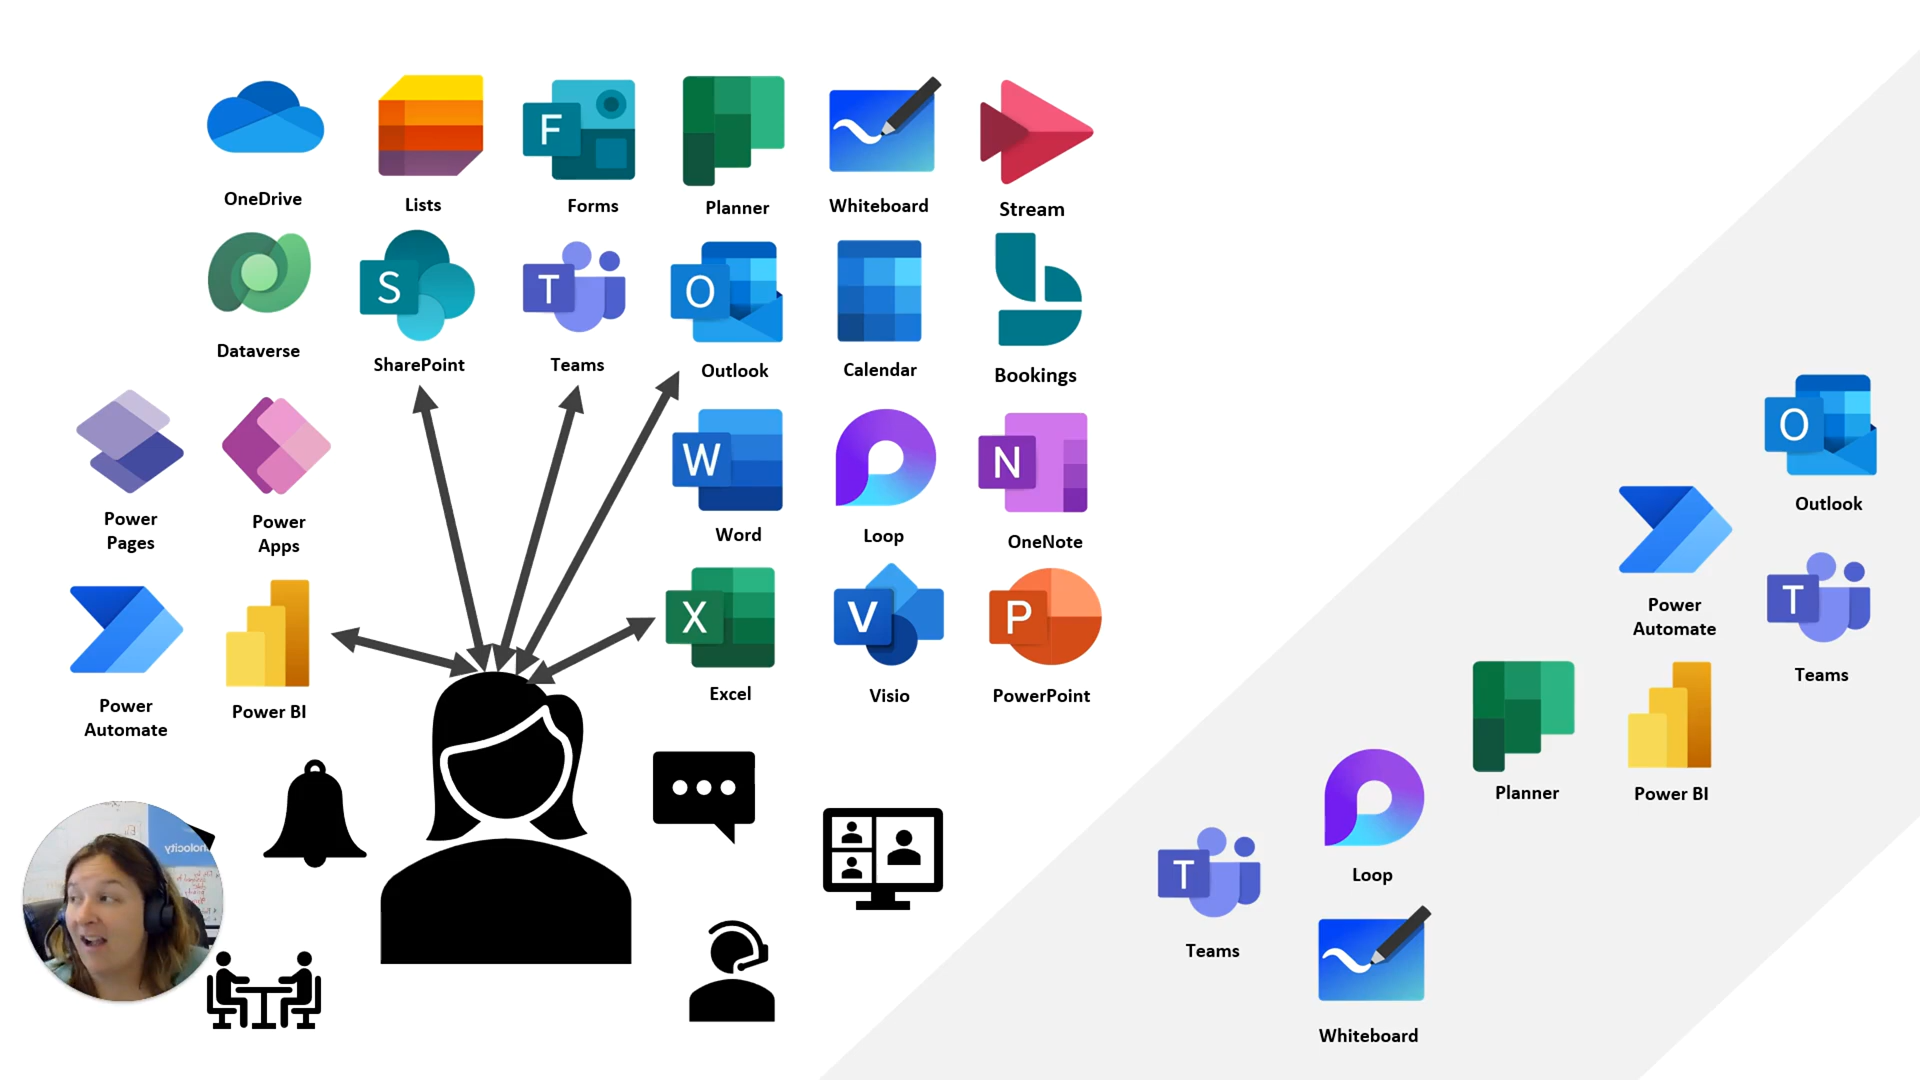 OneDrive
Lists
F
Forms
Planner
Whiteboard
Stream
Dataverse
S
SharePoint
T
Teams
O
Outlook
Calendar
Bookings
Power
Pages
Power
Apps
W
Word
Loop
N
OneNote
Power
Automate
Power BI
X
Excel
V
Visio
P
PowerPoint
O
Outlook
Power
Automate
T
Teams
Planner
Power BI
Loop
T
Teams
Whiteboard